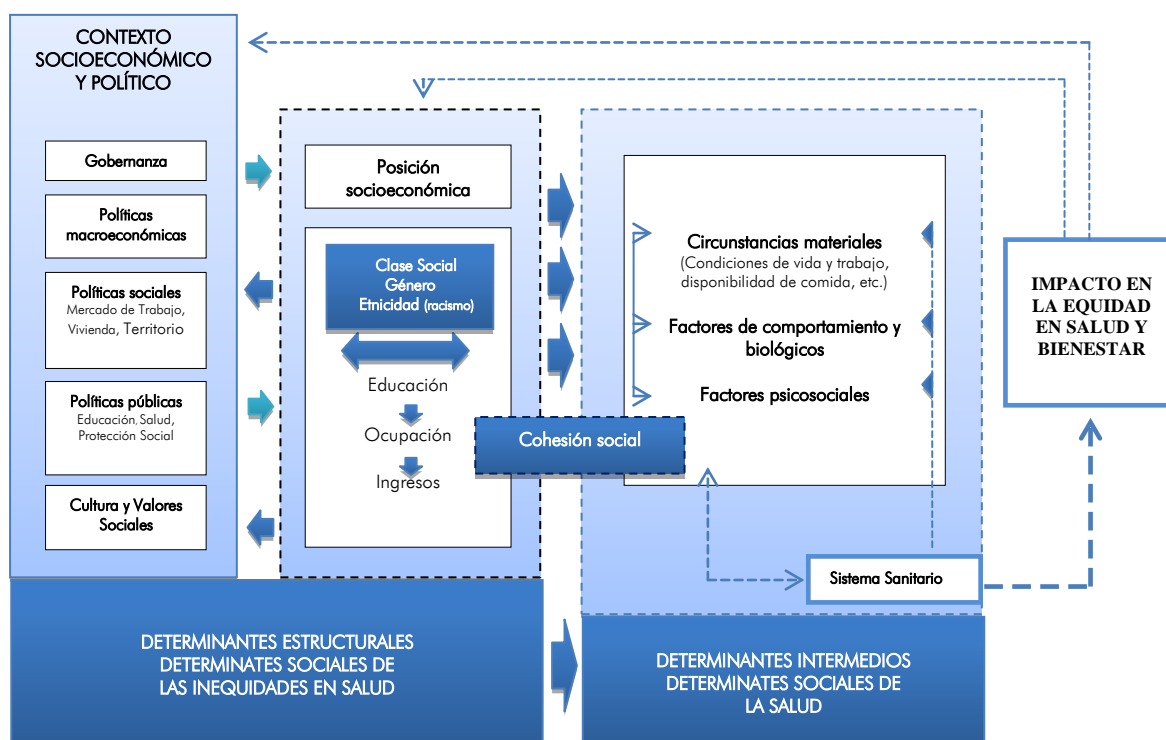 CONTEXTO
SOCIOECONÓMICO
Y POLÍTICO
Gobernanza
Políticas
macroeconómicas
Políticas sociales
Mercado de Trabajo,
Vivienda, Territorio
Políticas públicas
Educación, Salud,
Protección Social
Cultura y Valores
Sociales
Posición
socioeconómica
Clase Social
Género
Etnicidad (racismo)
Educación
Ocupación
Ingresos
Cohesión social
Circunstancias materiales
(Condiciones de vida y trabajo,
disponibilidad de comida, etc.)
Factores de comportamiento y
biológicos
Factores psicosociales
Sistema Sanitario
IMPACTO EN
LA EQUIDAD
EN SALUD Y
BIENESTAR
DETERMINANTES ESTRUCTURALES
DETERMINATES SOCIALES DE
LAS INEQUIDADES EN SALUD
DETERMINANTES INTERMEDIOS
DETERMINATES SOCIALES DE
LA SALUD